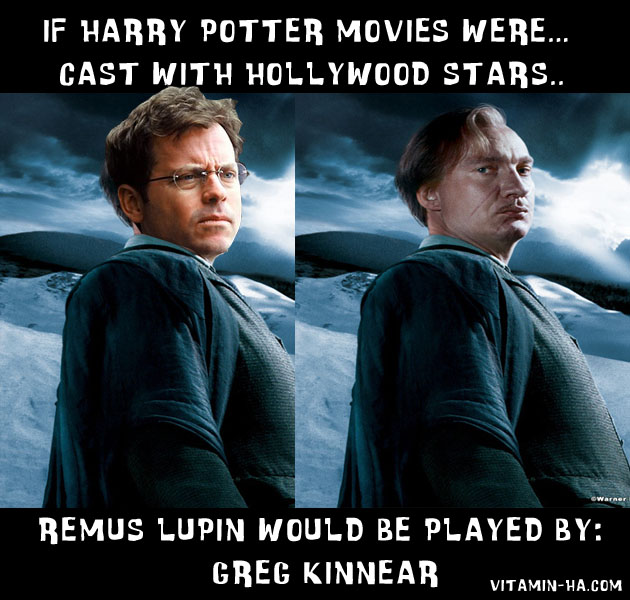 IF HARRY POTTER MOVIES WERE...
CAST WITH HOLLYWOOD STARS..
©Warner
REMUS LUPIN WOULD BE PLAYED BY:
GREG KINNEAR
VITAMIN-HA.COM